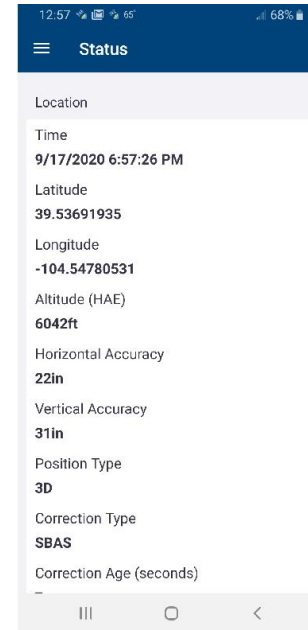 12:57 65° 68%
Status
Location
Time
9/17/2020 6:57:26 PM
Latitude
39.53691935
Longitude
-104.54780531
Altitude (HAE)
6042ft
Horizontal Accuracy
22in
Vertical Accuracy
31in
Position Type
3D
Correction Type
SBAS
Correction Age (seconds)